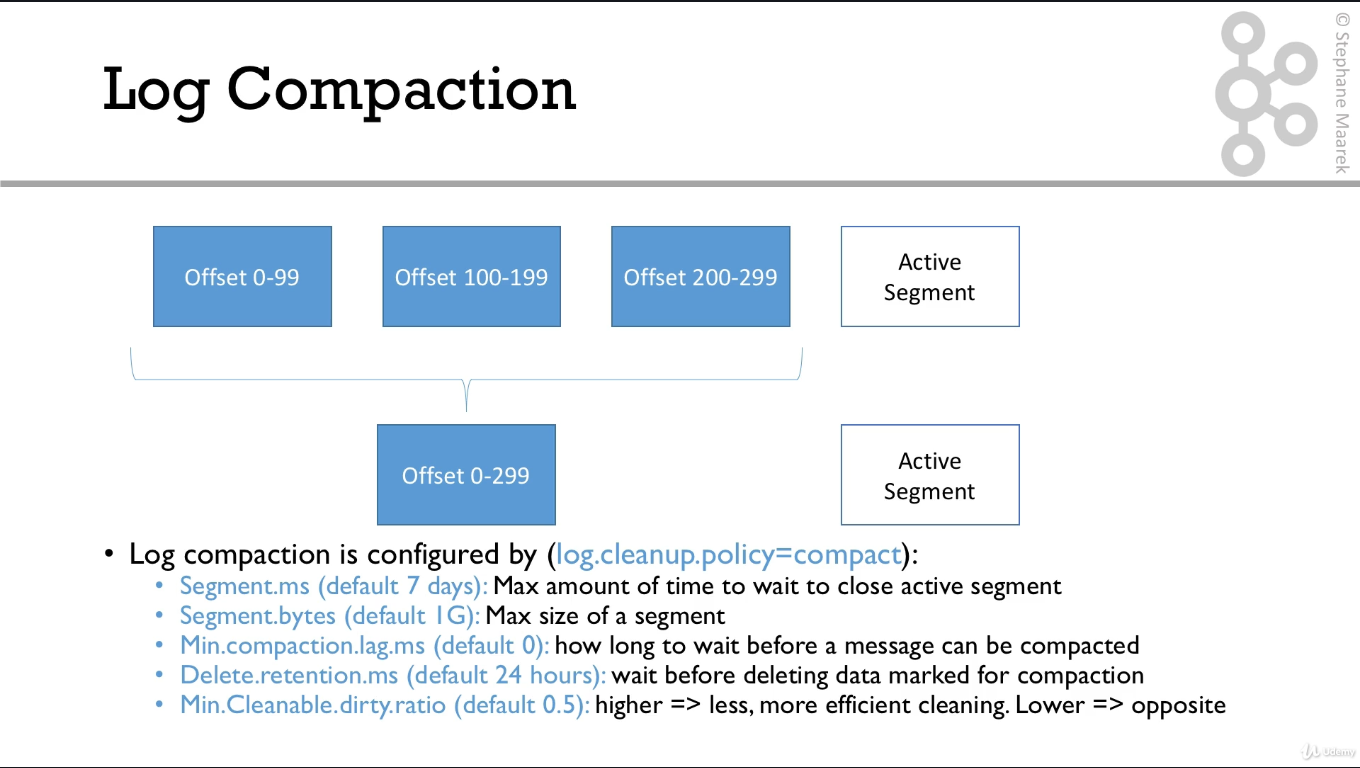 Log Compaction
© Stephane Maarek
Offset 0-99
Offset 100-199
Offset 200-299
Active
Segment
Offset 0-299
Active
Segment
• Log compaction is configured by (log.cleanup.policy=compact):
• Segment.ms (default 7 days): Max amount of time to wait to close active segment
• Segment.bytes (default 1G): Max size of a segment
• Min.compaction.lag.ms (default 0): how long to wait before a message can be compacted
• Delete.retention.ms (default 24 hours): wait before deleting data marked for compaction
• Min.Cleanable.dirty.ratio (default 0.5): higher => less, more efficient cleaning. Lower => opposite
Udemy